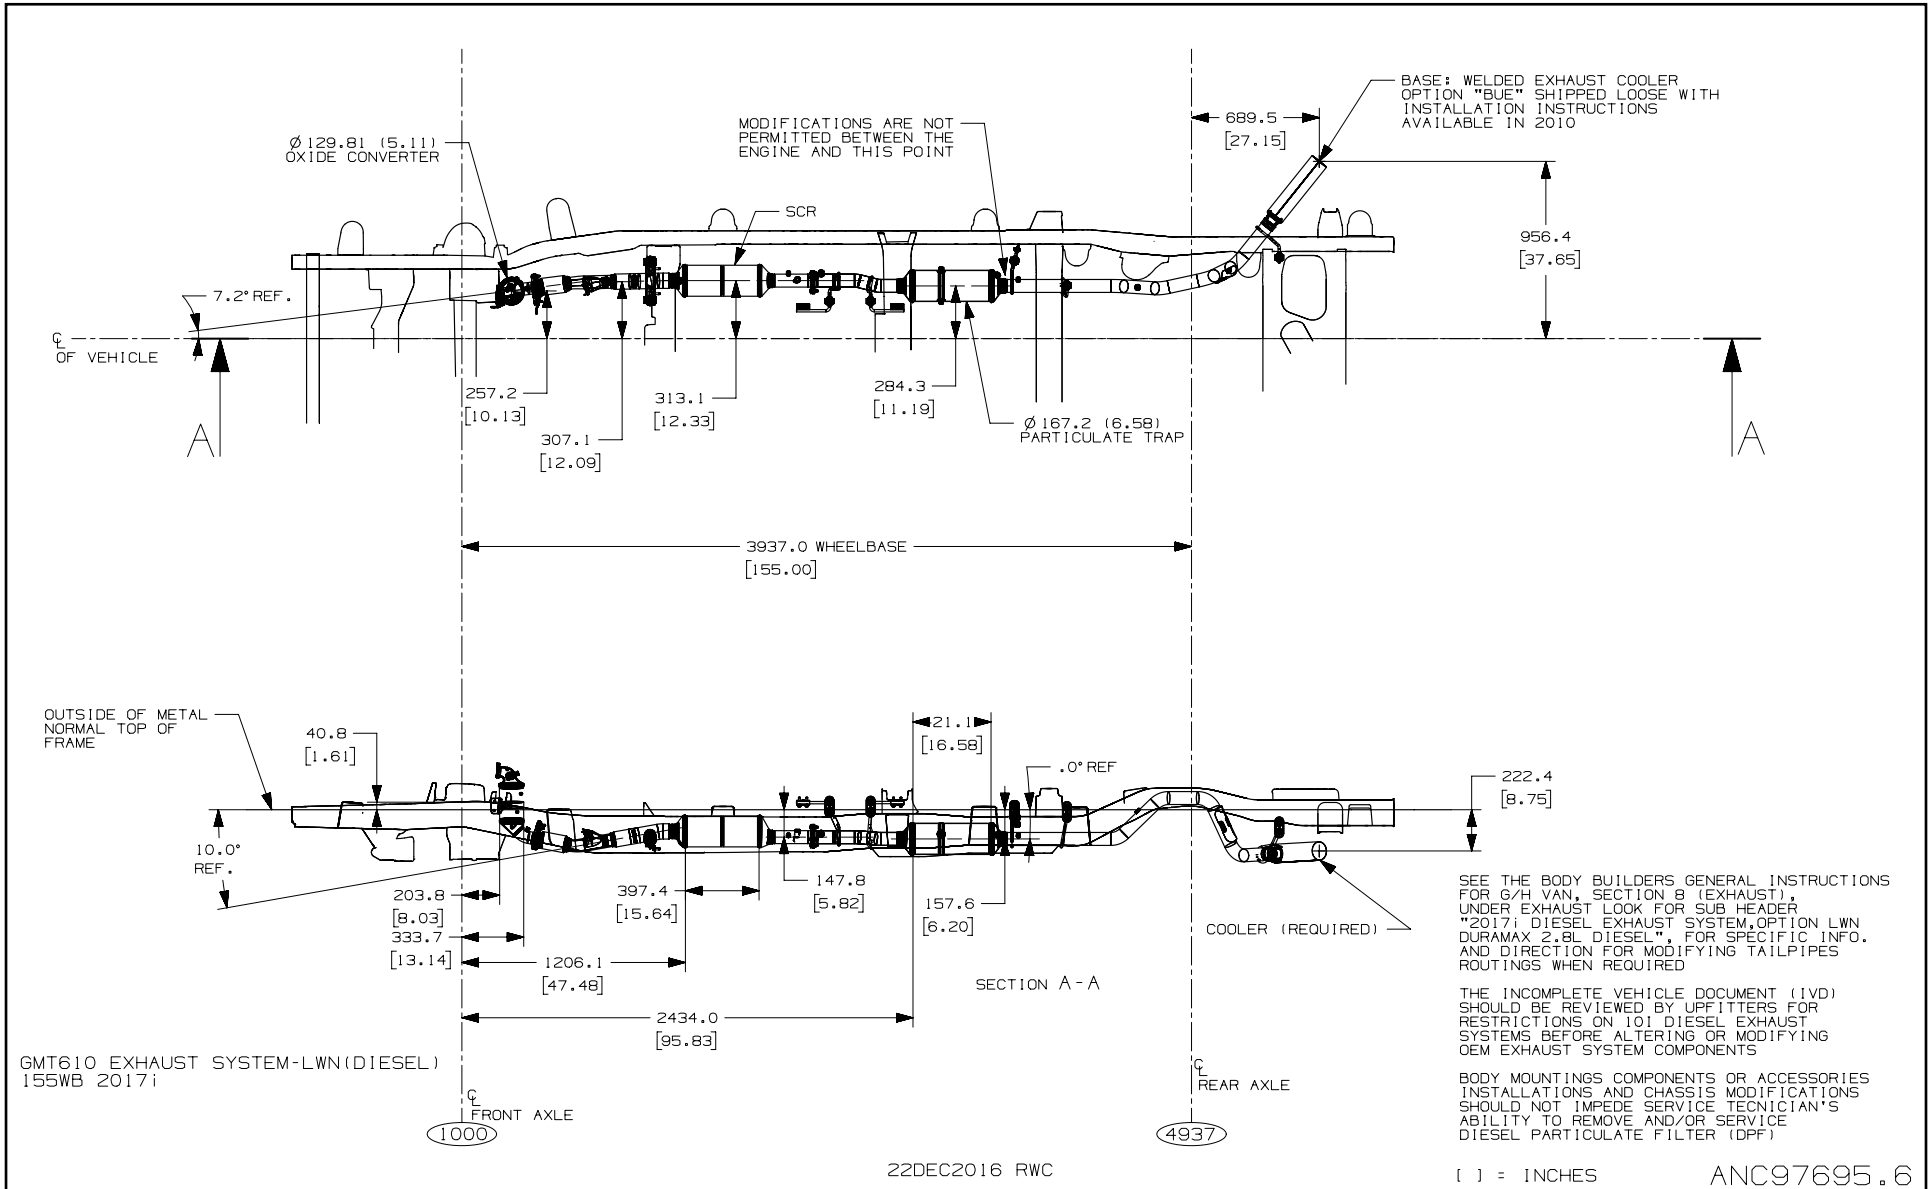 BASE: WELDED EXHAUST COOLER
OPTION "BUE" SHIPPED LOOSE WITH
INSTALLATION INSTRUCTIONS
AVAILABLE IN 2010
689.5
[27.15]
MODIFICATIONS ARE NOT
PERMITTED BETWEEN THE
ENGINE AND THIS POINT
Ø129.81 (5.11)
OXIDE CONVERTER
SCR
956.4
[37.65]
7.2° REF.
℄
OF VEHICLE
257.2
[10.13]
307.1
[12.09]
313.1
[12.33]
284.3
[11.19]
Ø167.2 (6.58)
PARTICULATE TRAP
A
A
3937.0 WHEELBASE
[155.00]
OUTSIDE OF METAL
NORMAL TOP OF
FRAME
40.8
[1.61]
21.1
[16.58]
.0° REF
222.4
[8.75]
10.0°
REF.
203.8
[8.03]
333.7
[13.14]
397.4
[15.64]
147.8
[5.82]
157.6
[6.20]
COOLER (REQUIRED)
1206.1
[47.48]
SECTION A-A
2434.0
[95.83]
SEE THE BODY BUILDERS GENERAL INSTRUCTIONS
FOR G/H VAN, SECTION 8 (EXHAUST),
UNDER EXHAUST LOOK FOR SUB HEADER
"2017i DIESEL EXHAUST SYSTEM,OPTION LWN
DURAMAX 2.8L DIESEL", FOR SPECIFIC INFO.
AND DIRECTION FOR MODIFYING TAILPIPES
ROUTINGS WHEN REQUIRED
THE INCOMPLETE VEHICLE DOCUMENT (IVD)
SHOULD BE REVIEWED BY UPFITTERS FOR
RESTRICTIONS ON 10I DIESEL EXHAUST
SYSTEMS BEFORE ALTERING OR MODIFYING
OEM EXHAUST SYSTEM COMPONENTS
BODY MOUNTINGS COMPONENTS OR ACCESSORIES
INSTALLATIONS AND CHASSIS MODIFICATIONS
SHOULD NOT IMPEDE SERVICE TECNICIAN'S
ABILITY TO REMOVE AND/OR SERVICE
DIESEL PARTICULATE FILTER (DPF)
GMT610 EXHAUST SYSTEM-LWN(DIESEL)
155WB 2017i
℄
FRONT AXLE
1000
℄
REAR AXLE
4937
22DEC2016 RWC
[ ] = INCHES
ANC97695.6